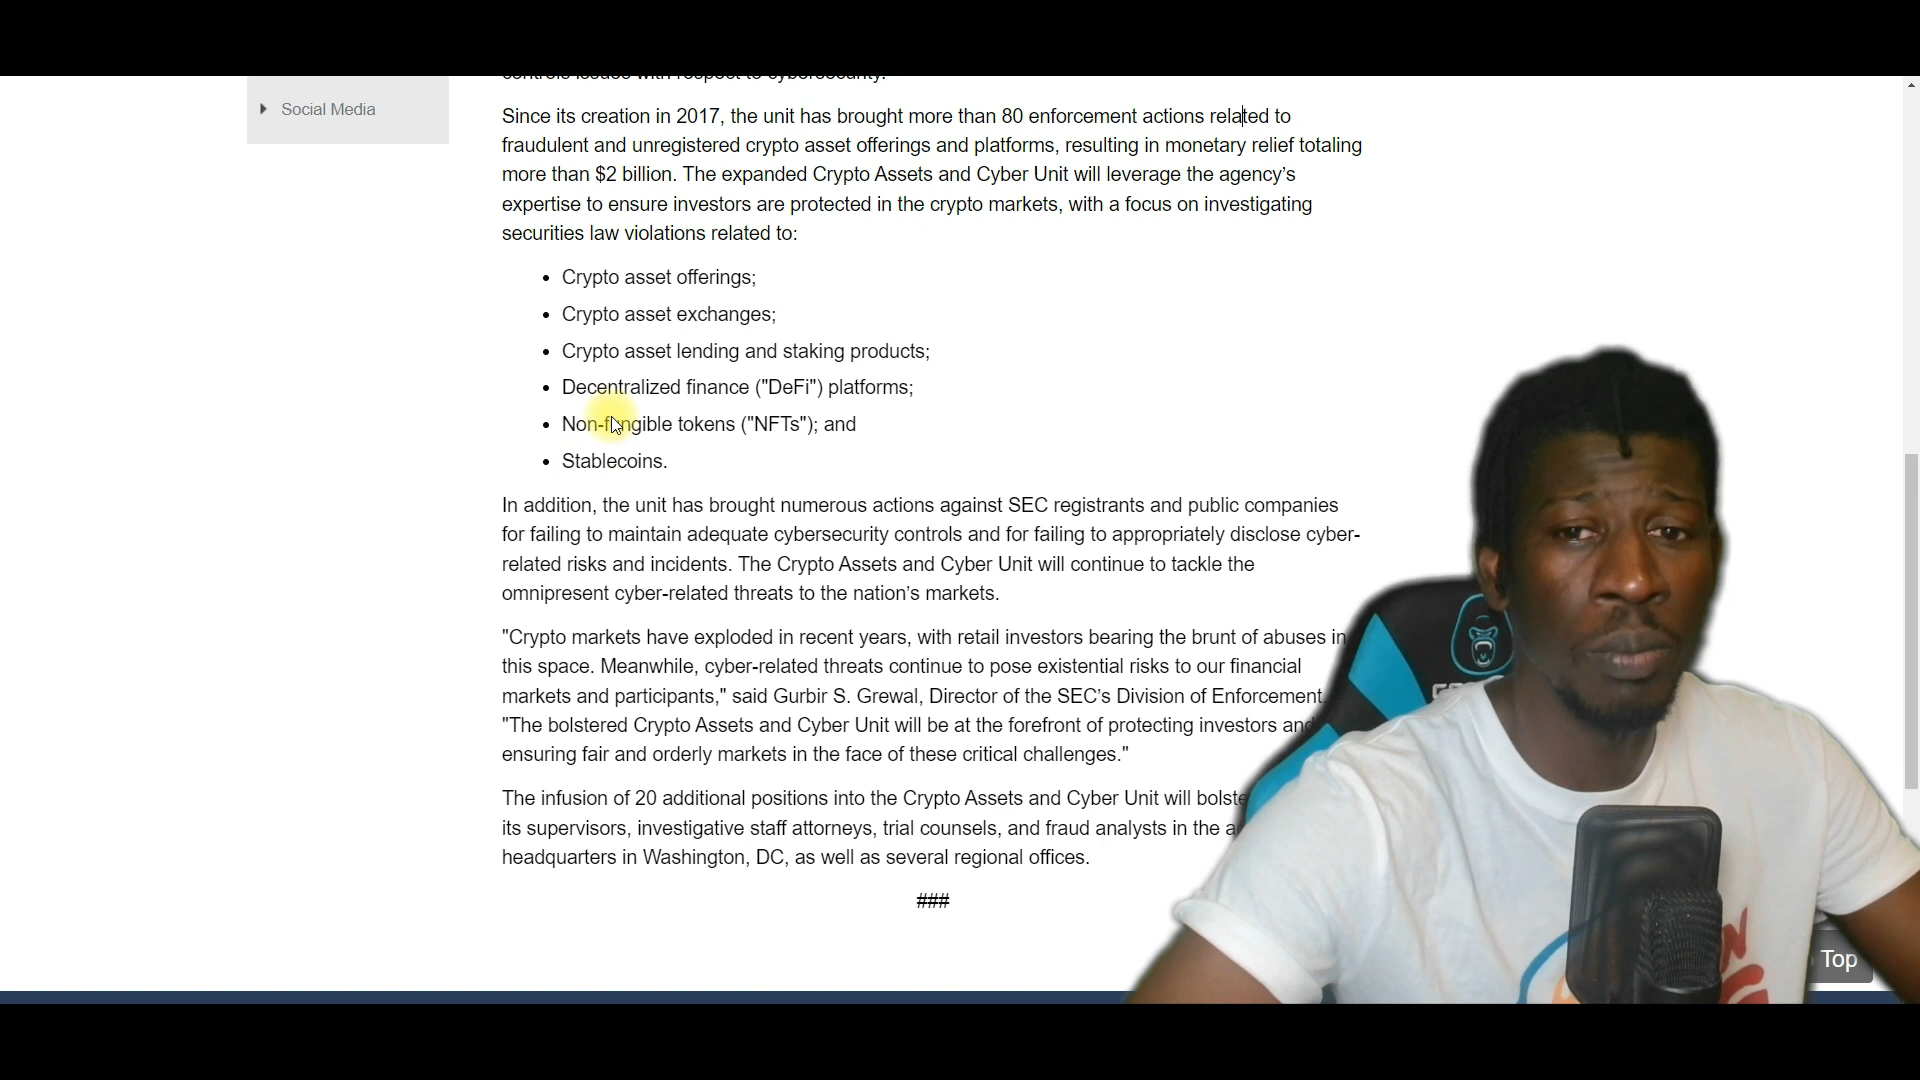 Social Media
Since its creation in 2017, the unit has brought more than 80 enforcement actions related to
fraudulent and unregistered crypto asset offerings and platforms, resulting in monetary relief totaling
more than $2 billion. The expanded Crypto Assets and Cyber Unit will leverage the agency’s
expertise to ensure investors are protected in the crypto markets, with a focus on investigating
securities law violations related to:
• Crypto asset offerings;
• Crypto asset exchanges;
• Crypto asset lending and staking products;
• Decentralized finance ("DeFi") platforms;
• Non-fungible tokens ("NFTs"); and
• Stablecoins.
In addition, the unit has brought numerous actions against SEC registrants and public companies
for failing to maintain adequate cybersecurity controls and for failing to appropriately disclose cyber-
related risks and incidents. The Crypto Assets and Cyber Unit will continue to tackle the
omnipresent cyber-related threats to the nation’s markets.
"Crypto markets have exploded in recent years, with retail investors bearing the brunt of abuses in
this space. Meanwhile, cyber-related threats continue to pose existential risks to our financial
markets and participants," said Gurbir S. Grewal, Director of the SEC’s Division of Enforcement.
"The bolstered Crypto Assets and Cyber Unit will be at the forefront of protecting investors and
ensuring fair and orderly markets in the face of these critical challenges."
The infusion of 20 additional positions into the Crypto Assets and Cyber Unit will
its supervisors, investigative staff attorneys, trial counsels, and fraud analysts in the
headquarters in Washington, DC, as well as several regional offices.
###
Top